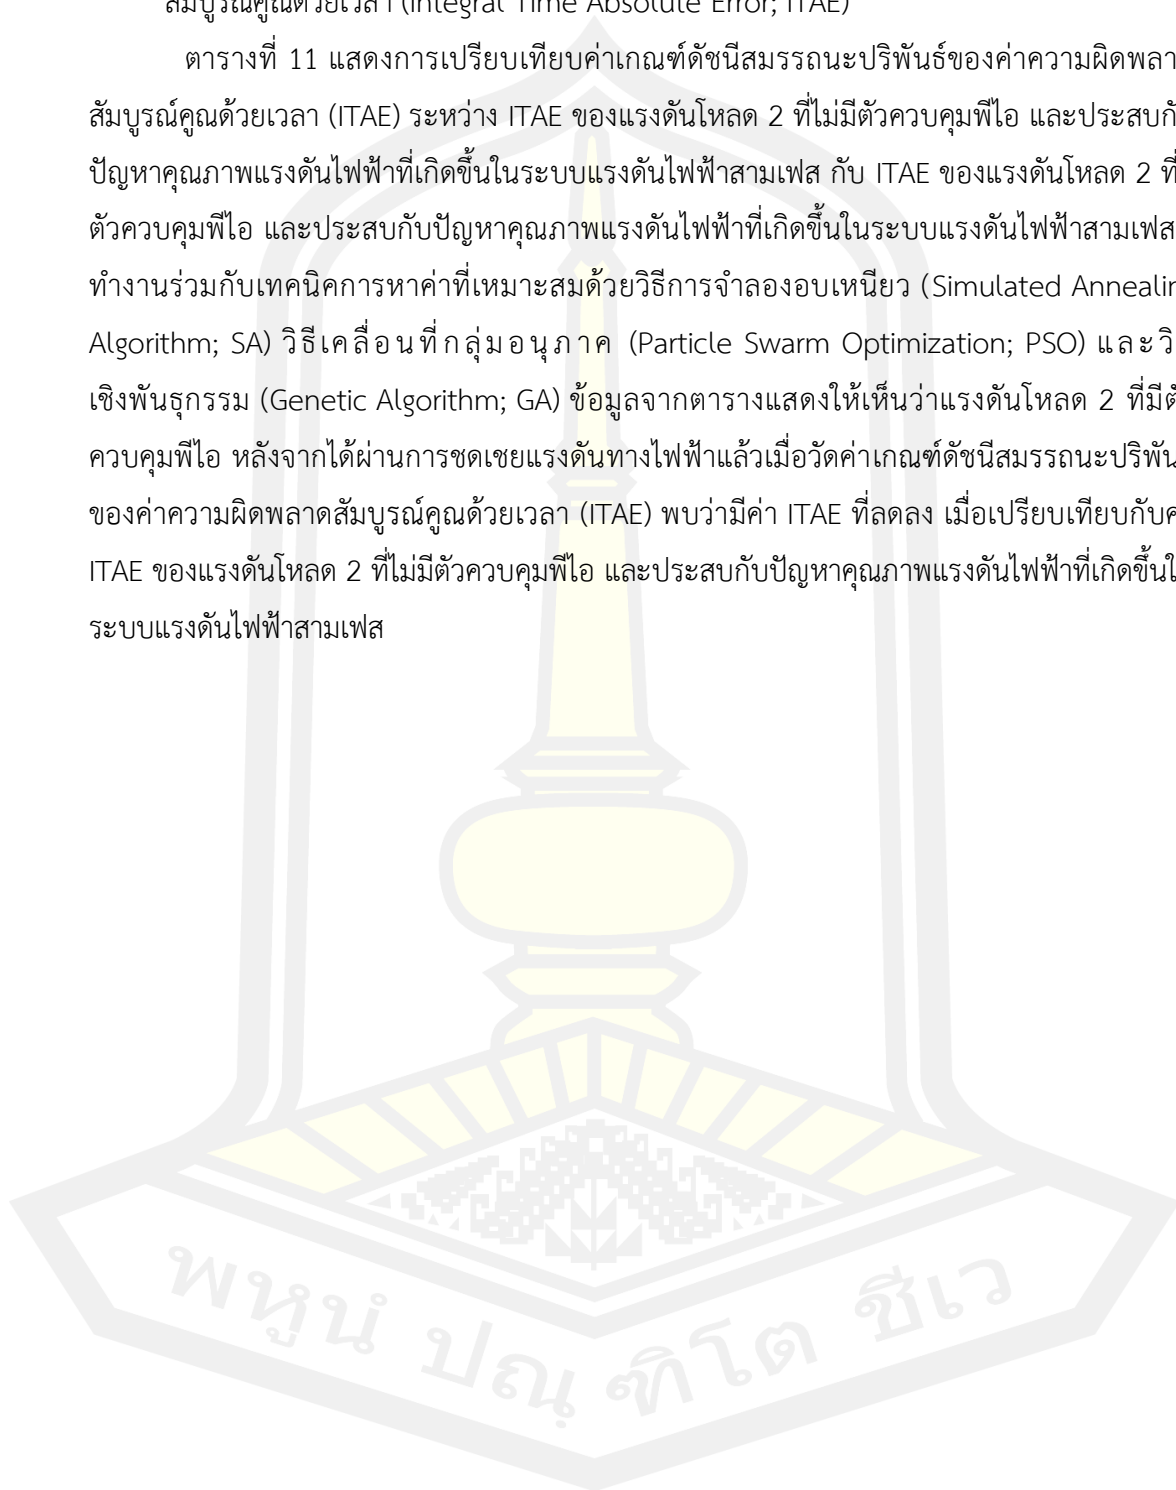 สัมบูรณ์คูณด้วยเวลา (Integral Time Absolute Error; ITAE)
ตารางที่ 11 แสดงการเปรียบเทียบค่าเกณฑ์ดัชนีสมรรถนะปริพันธ์ของค่าความผิดพลา
สัมบูรณ์คูณด้วยเวลา (ITAE) ระหว่าง ITAE ของแรงดันโหลด 2 ที่ไม่มีตัวควบคุมพีไอ และประสบกั
ปัญหาคุณภาพแรงดันไฟฟ้าที่เกิดขึ้นในระบบแรงดันไฟฟ้าสามเฟส กับ ITAE ของแรงดันโหลด 2 ที่
ตัวควบคุมพีไอ และประสบกับปัญหาคุณภาพแรงดันไฟฟ้าที่เกิดขึ้นในระบบแรงดันไฟฟ้าสามเฟส
ทำงานร่วมกับเทคนิคการหาค่าที่เหมาะสมด้วยวิธีการจำลองอบเหนียว (Simulated Annealin
Algorithm; SA) วิธีเคลื่อนที่กลุ่มอนุภาค (Particle Swarm Optimization; PSO) และวิ
เชิงพันธุกรรม (Genetic Algorithm; GA) ข้อมูลจากตารางแสดงให้เห็นว่าแรงดันโหลด 2 ที่มีตั
ควบคุมพีไอ หลังจากได้ผ่านการชดเชยแรงดันทางไฟฟ้าแล้วเมื่อวัดค่าเกณฑ์ดัชนีสมรรถนะปริพัน
ของค่าความผิดพลาดสัมบูรณ์คูณด้วยเวลา (ITAE) พบว่ามีค่า ITAE ที่ลดลง เมื่อเปรียบเทียบกับค
ITAE ของแรงดันโหลด 2 ที่ไม่มีตัวควบคุมพีไอ และประสบกับปัญหาคุณภาพแรงดันไฟฟ้าที่เกิดขึ้นใ
ระบบแรงดันไฟฟ้าสามเฟส
พหูนํ ปณฺฑิโต ชีเว